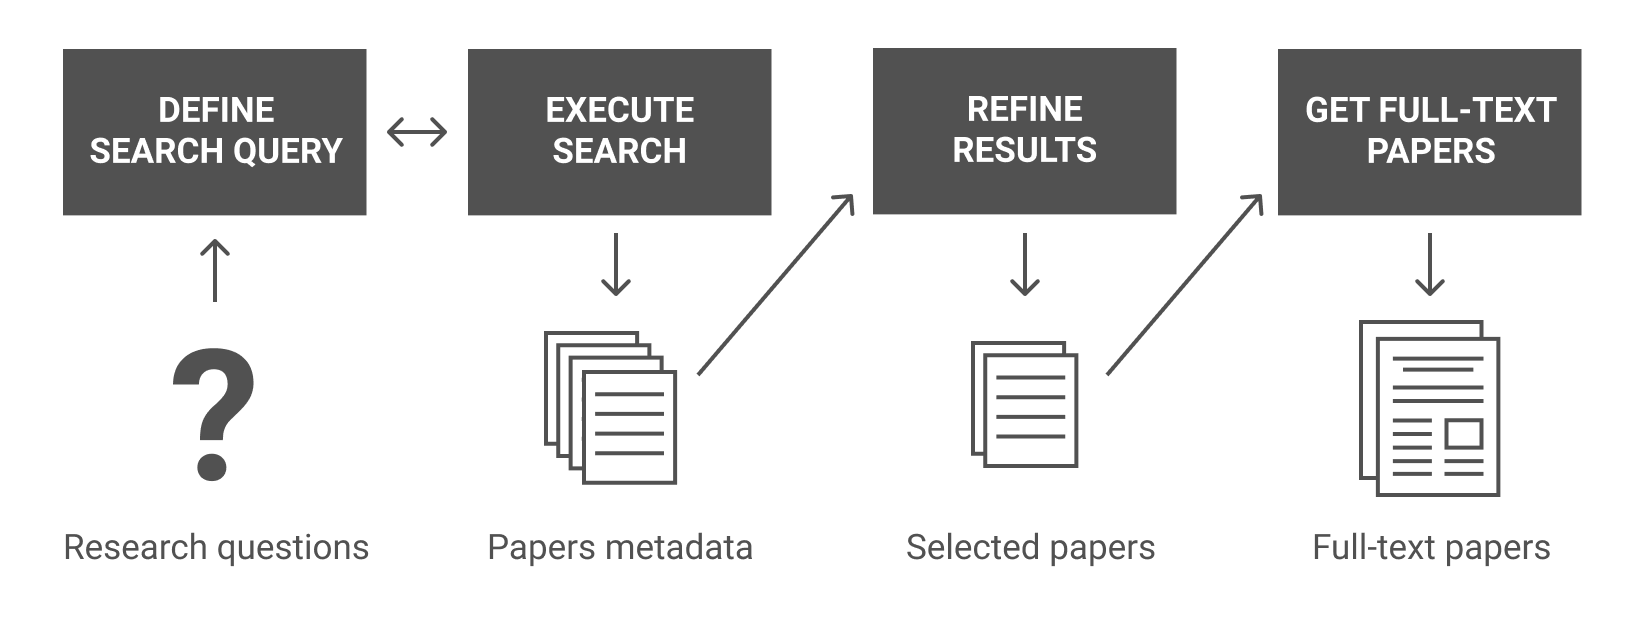 DEFINE
SEARCH QUERY
EXECUTE
SEARCH
REFINE
RESULTS
GET FULL-TEXT
PAPERS
?
Research questions
Papers metadata
Selected papers
Full-text papers